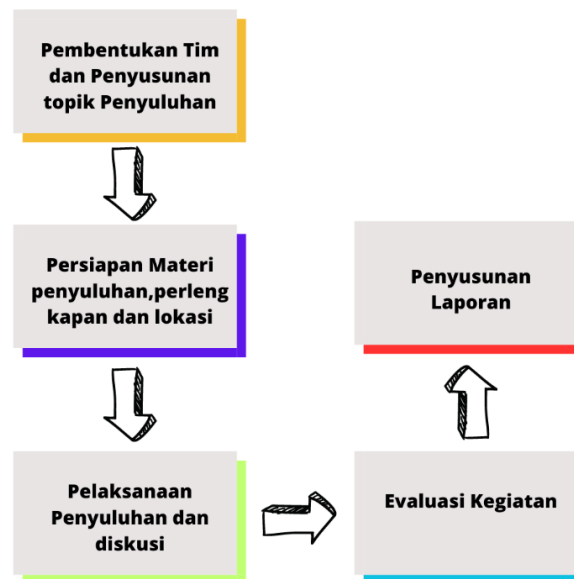 Pembentukan Tim
dan Penyusunan
topik Penyuluhan
Persiapan Materi
penyuluhan,perleng
kapan dan lokasi
Pelaksanaan
Penyuluhan dan
diskusi
Evaluasi Kegiatan
Penyusunan
Laporan